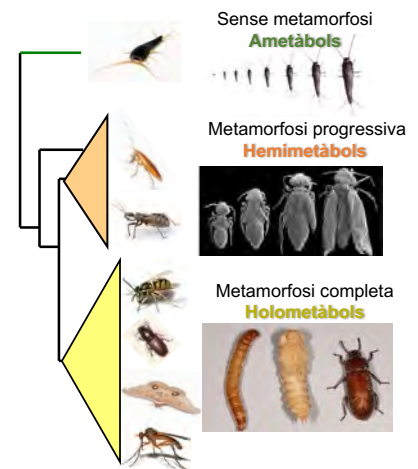 Sense metamorfosi
Ametàbols
Metamorfosi progressiva
Hemimetàbols
Metamorfosi completa
Holometàbols